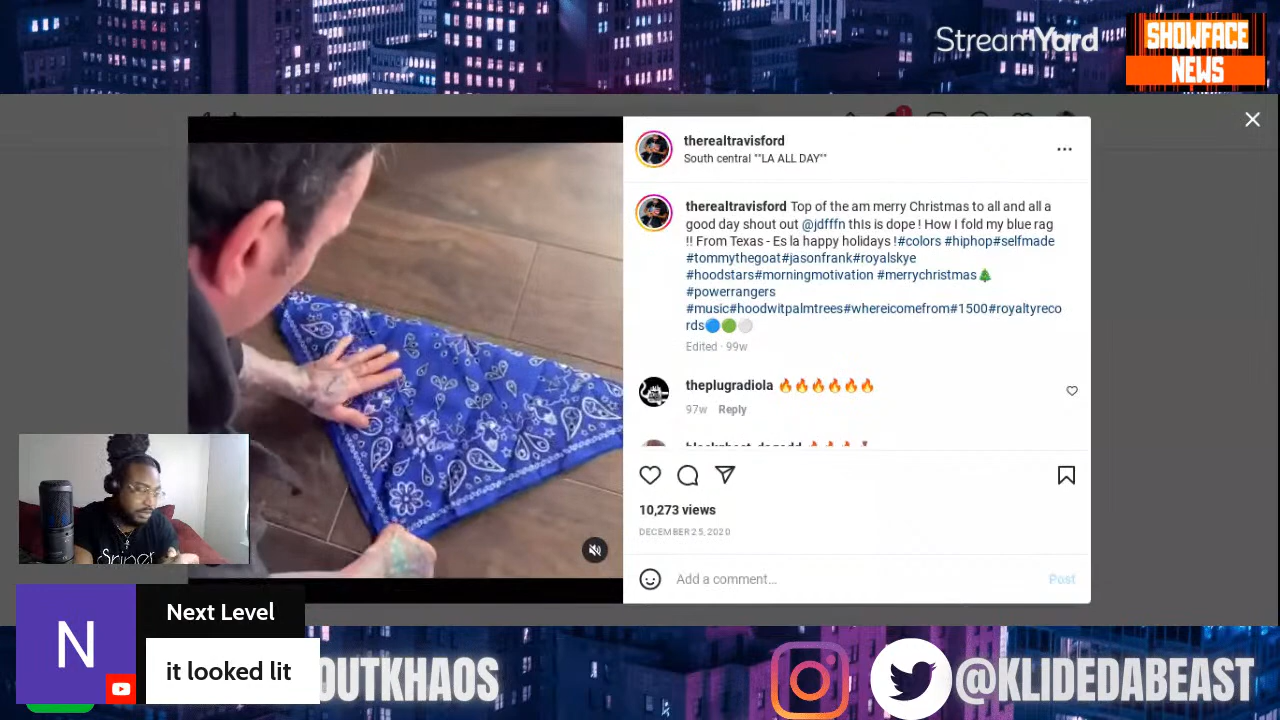 StreamYard
SHOWFACE
NEWS
therealtravisford
South central ""LA ALL DAY""
therealtravisford Top of the am merry Christmas to all and all a
good day shout out @jdfffn thIs is dope ! How I fold my blue rag
!! From Texas - Es la happy holidays !#colors #hiphop#selfmade
#tommythegoat#jasonfrank#royalskye
#hoodstars#morningmotivation #merrychristmas🎄
#powerrangers
#music#hoodwitpalmtrees#whereicomefrom#1500#royaltyreco
rds🔵🟢⚪
Edited · 99w
theplugradiola 🔥🔥🔥🔥🔥🔥
97w Reply
10,273 views
DECEMBER 25, 2020
Add a comment…
Post
Sniper
N
Next Level
it looked lit
OUTKHAOS
@KLIDEDABEAST